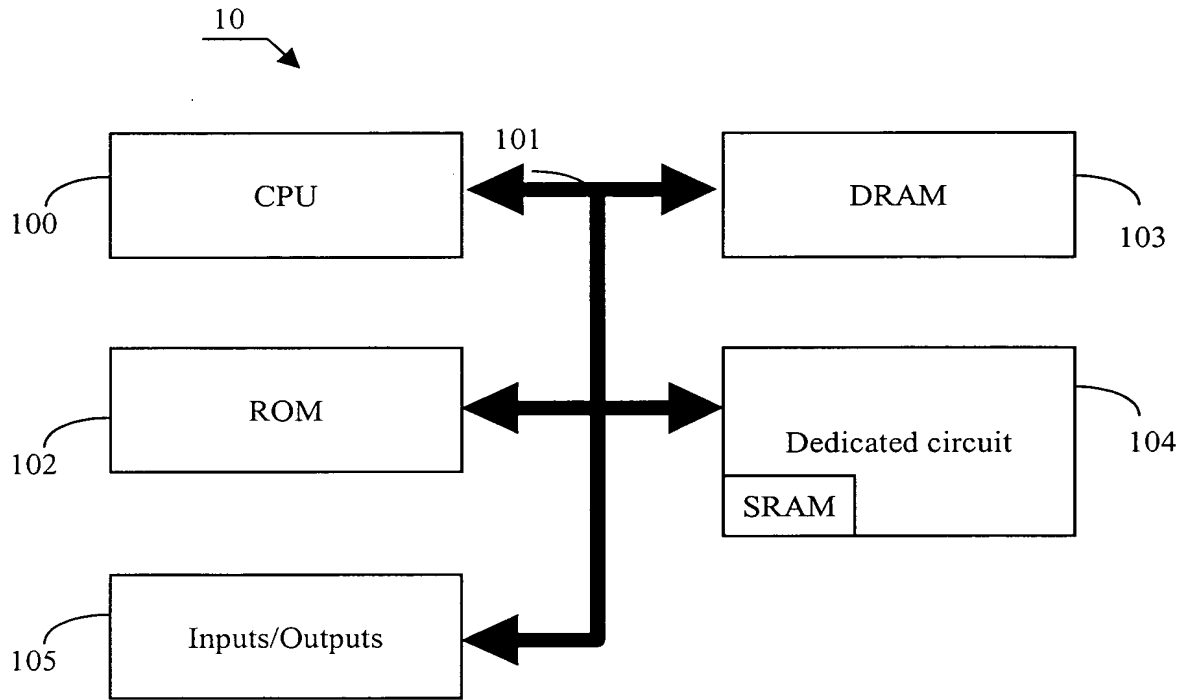 10
101
CPU
DRAM
100
103
ROM
Dedicated circuit
102
104
SRAM
Inputs/Outputs
105